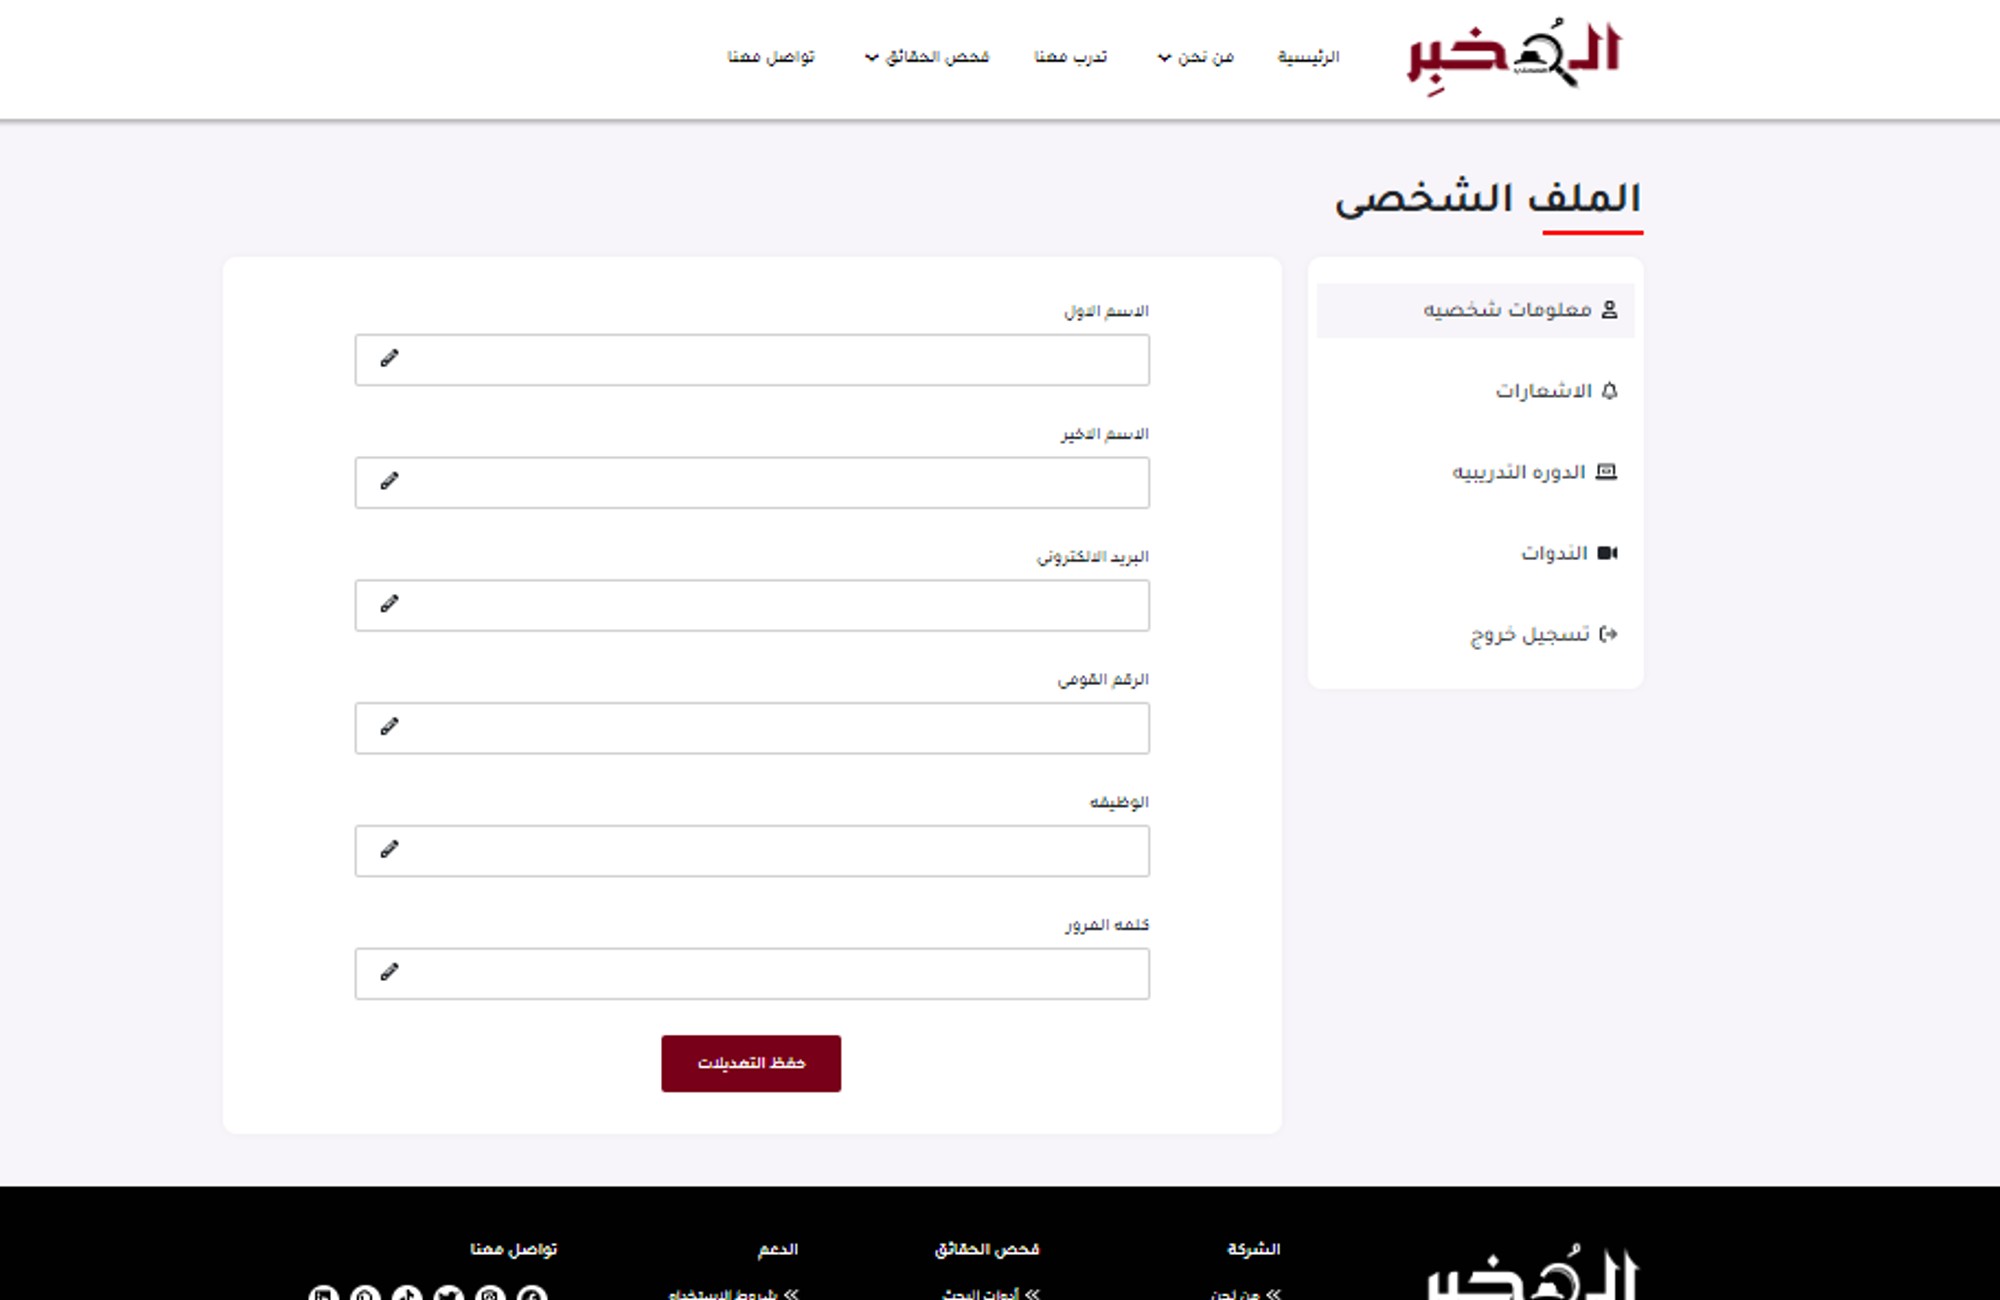 المُخبِر
الرئيسية
من نحن
تدرب معنا
فحص الحقائق
تواصل معنا
الملف الشخصى
معلومات شخصيه
الاشعارات
الدوره التدريبيه
الندوات
تسجيل خروج
الاسم الاول
الاسم الاخير
البريد الالكترونى
الرقم القومى
الوظيفه
كلمه المرور
حفظ التعديلات
المُخبر
الشركة
من نحن
فحص الحقائق
أدوات البحث
الدعم
شروط الاستخدام
تواصل معنا